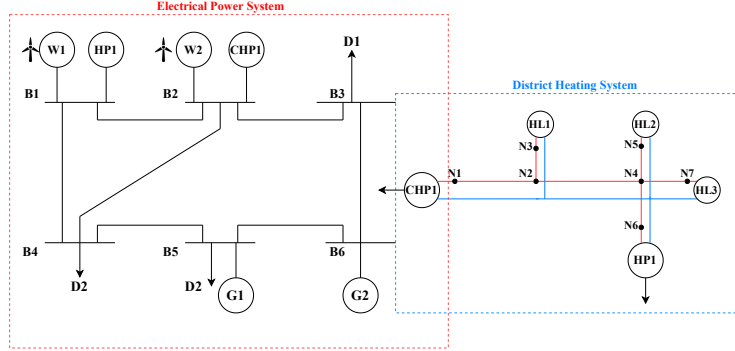 Electrical Power System
W1 HP1 W2 CHP1 D1
B1 B2 B3
District Heating System
HL1 HL2
N3 N5
CHP1 N1 N2 N4 N7 HL3
N6
B4 B5 B6 HP1
D2 D2 G1 G2